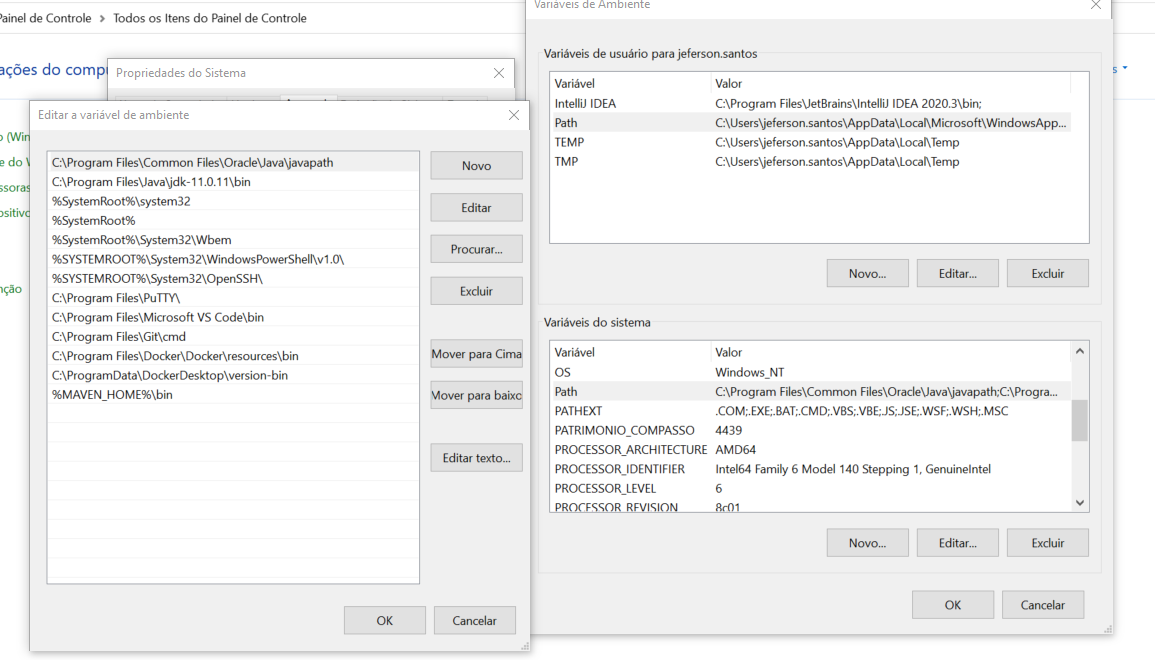 Painel de Controle > Todos os Itens do Painel de Controle
Variáveis de Ambiente
Variáveis de usuário para jeferson.santos
Variável Valor
IntelliJ IDEA C:\Program Files\JetBrains\IntelliJ IDEA 2020.3\bin;
Path C:\Users\jeferson.santos\AppData\Local\Microsoft\WindowsApp...
TEMP C:\Users\jeferson.santos\AppData\Local\Temp
TMP C:\Users\jeferson.santos\AppData\Local\Temp
Novo... Editar... Excluir
Variáveis do sistema
Variável Valor
OS Windows_NT
Path C:\Program Files\Common Files\Oracle\Java\javapath;C:\Progra...
PATHEXT .COM;.EXE;.BAT;.CMD;.VBS;.VBE;.JS;.JSE;.WSF;.WSH;.MSC
PATRIMONIO_COMPASSO 4439
PROCESSOR_ARCHITECTURE AMD64
PROCESSOR_IDENTIFIER Intel64 Family 6 Model 140 Stepping 1, GenuineIntel
PROCESSOR_LEVEL 6
PROCESSOR_REVISION 8c01
Novo... Editar... Excluir
OK Cancelar
ações do comp
Propriedades do Sistema
Editar a variável de ambiente
C:\Program Files\Common Files\Oracle\Java\javapath
C:\Program Files\Java\jdk-11.0.11\bin
%SystemRoot%\system32
%SystemRoot%
%SystemRoot%\System32\Wbem
%SYSTEMROOT%\System32\WindowsPowerShell\v1.0\
%SYSTEMROOT%\System32\OpenSSH\
C:\Program Files\PuTTY\
C:\Program Files\Microsoft VS Code\bin
C:\Program Files\Git\cmd
C:\Program Files\Docker\Docker\resources\bin
C:\ProgramData\DockerDesktop\version-bin
%MAVEN_HOME%\bin
Novo
Editar
Procurar...
Excluir
Mover para Cima
Mover para baixo
Editar texto...
OK Cancelar
o (Win
e do
ssoras
ositivo
nção